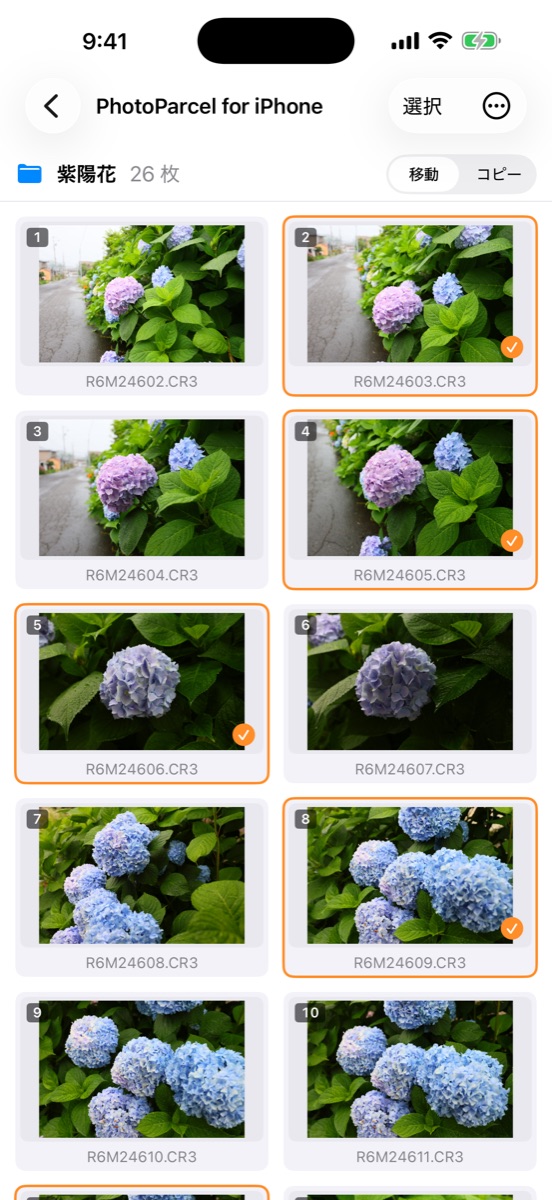 9:41
PhotoParcel for iPhone
選択
紫陽花 26 枚
移動 コピー
1 2
R6M24602.CR3 R6M24603.CR3
3 4
R6M24604.CR3 R6M24605.CR3
5 6
R6M24606.CR3 R6M24607.CR3
7 8
R6M24608.CR3 R6M24609.CR3
9 10
R6M24610.CR3 R6M24611.CR3